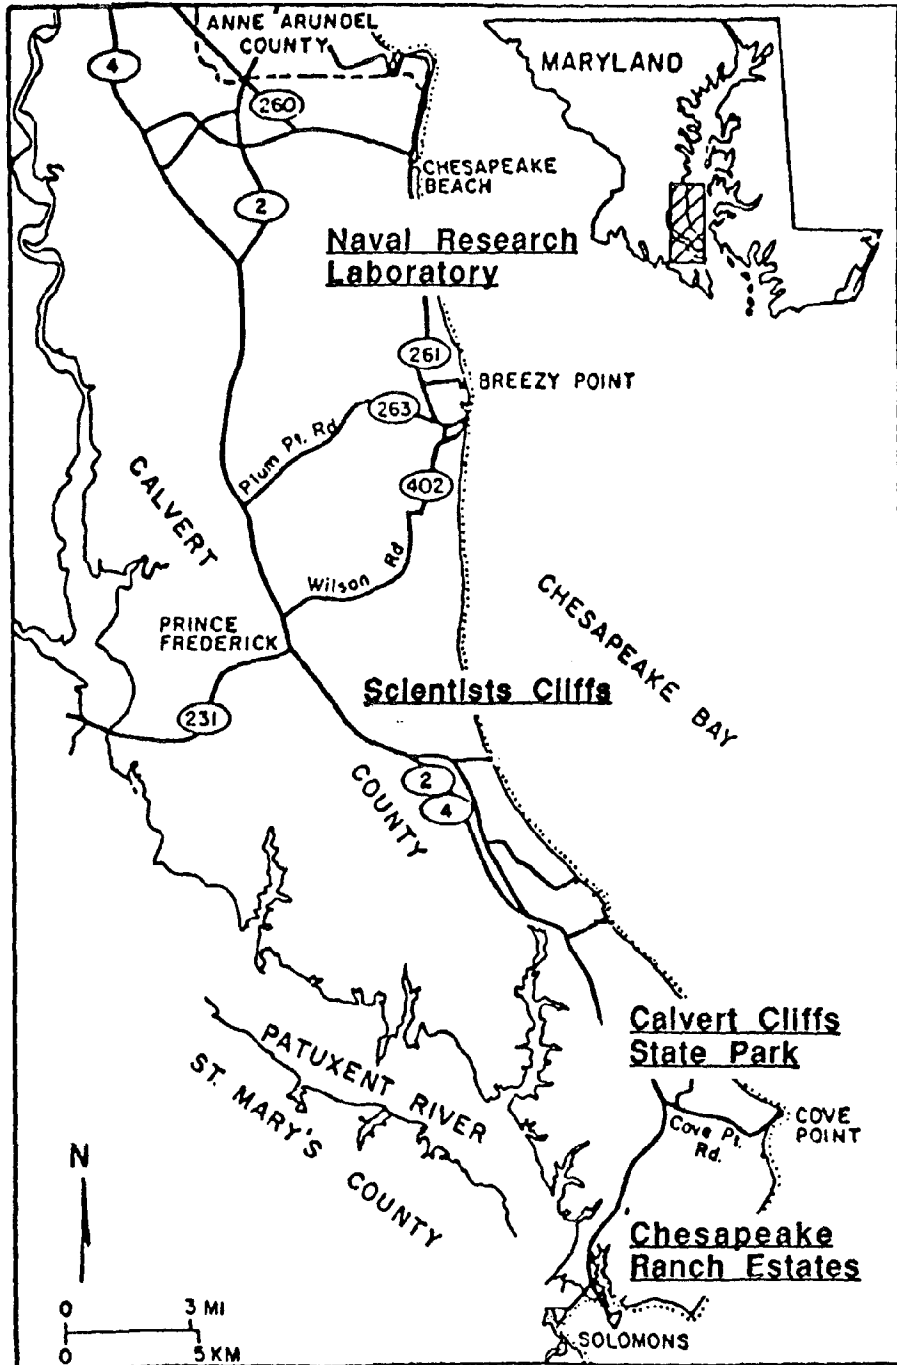 ANNE ARUNDEL
COUNTY
MARYLAND
4
260
CHESAPEAKE
BEACH
2
Naval Research
Laboratory
261
BREEZY POINT
263
Plum Pt. Rd
402
CALVERT
Wilson Rd
CHESAPEAKE BAY
PRINCE
FREDERICK
Scientists Cliffs
231
COUNTY
2
4
Calvert Cliffs
State Park
PATUXENT RIVER
ST. MARY'S COUNTY
COVE
POINT
Cove Pt.
Rd.
N
Chesapeake
Ranch Estates
0 3 MI
0 5 KM
SOLOMONS